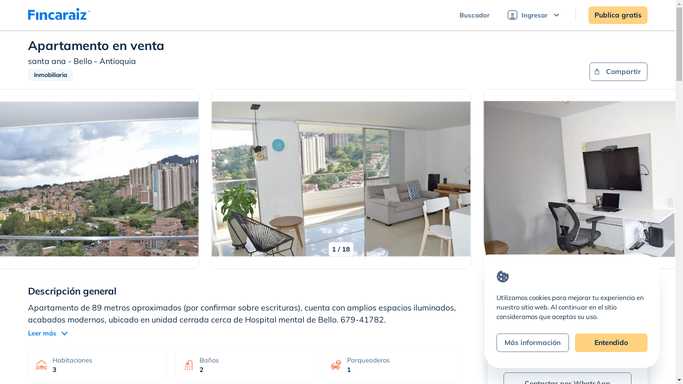 Fincaraiz
Buscador
Ingresar
Publica gratis
Apartamento en venta
santa ana - Bello - Antioquia
Inmobiliaria
Compartir
1 / 18
Descripción general
Apartamento de 89 metros aproximados (por confirmar sobre escrituras), cuenta con amplios espacios iluminados,
acabados modernos, ubicado en unidad cerrada cerca de Hospital mental de Bello. 679-41782.
Leer más
Habitaciones
3
Baños
2
Parqueaderos
1
Utilizamos cookies para mejorar tu experiencia en
nuestro sitio web. Al continuar en el sitio
consideramos que aceptas su uso.
Más información
Entendido
Contactar por WhatsApp